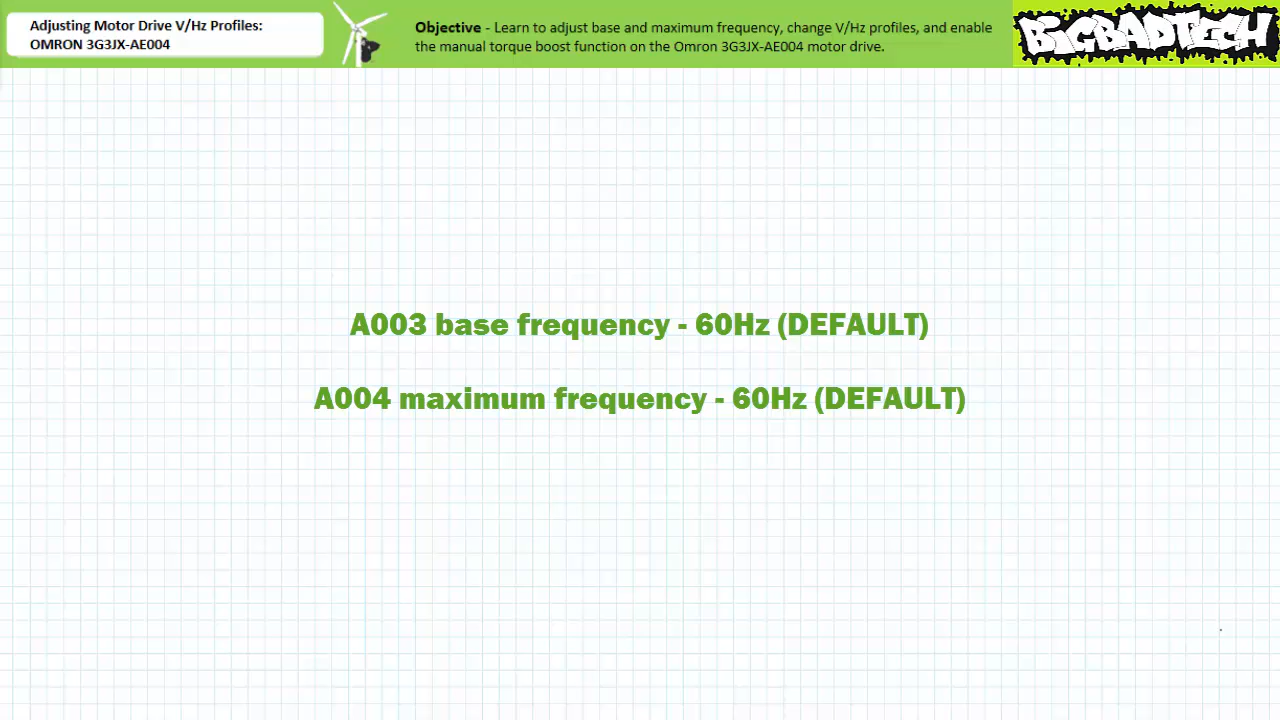 Adjusting Motor Drive V/Hz Profiles:
OMRON 3G3JX-AE004
Objective - Learn to adjust base and maximum frequency, change V/Hz profiles, and enable
the manual torque boost function on the Omron 3G3JX-AE004 motor drive.
BIGBADTECH
A003 base frequency - 60Hz (DEFAULT)
A004 maximum frequency - 60Hz (DEFAULT)